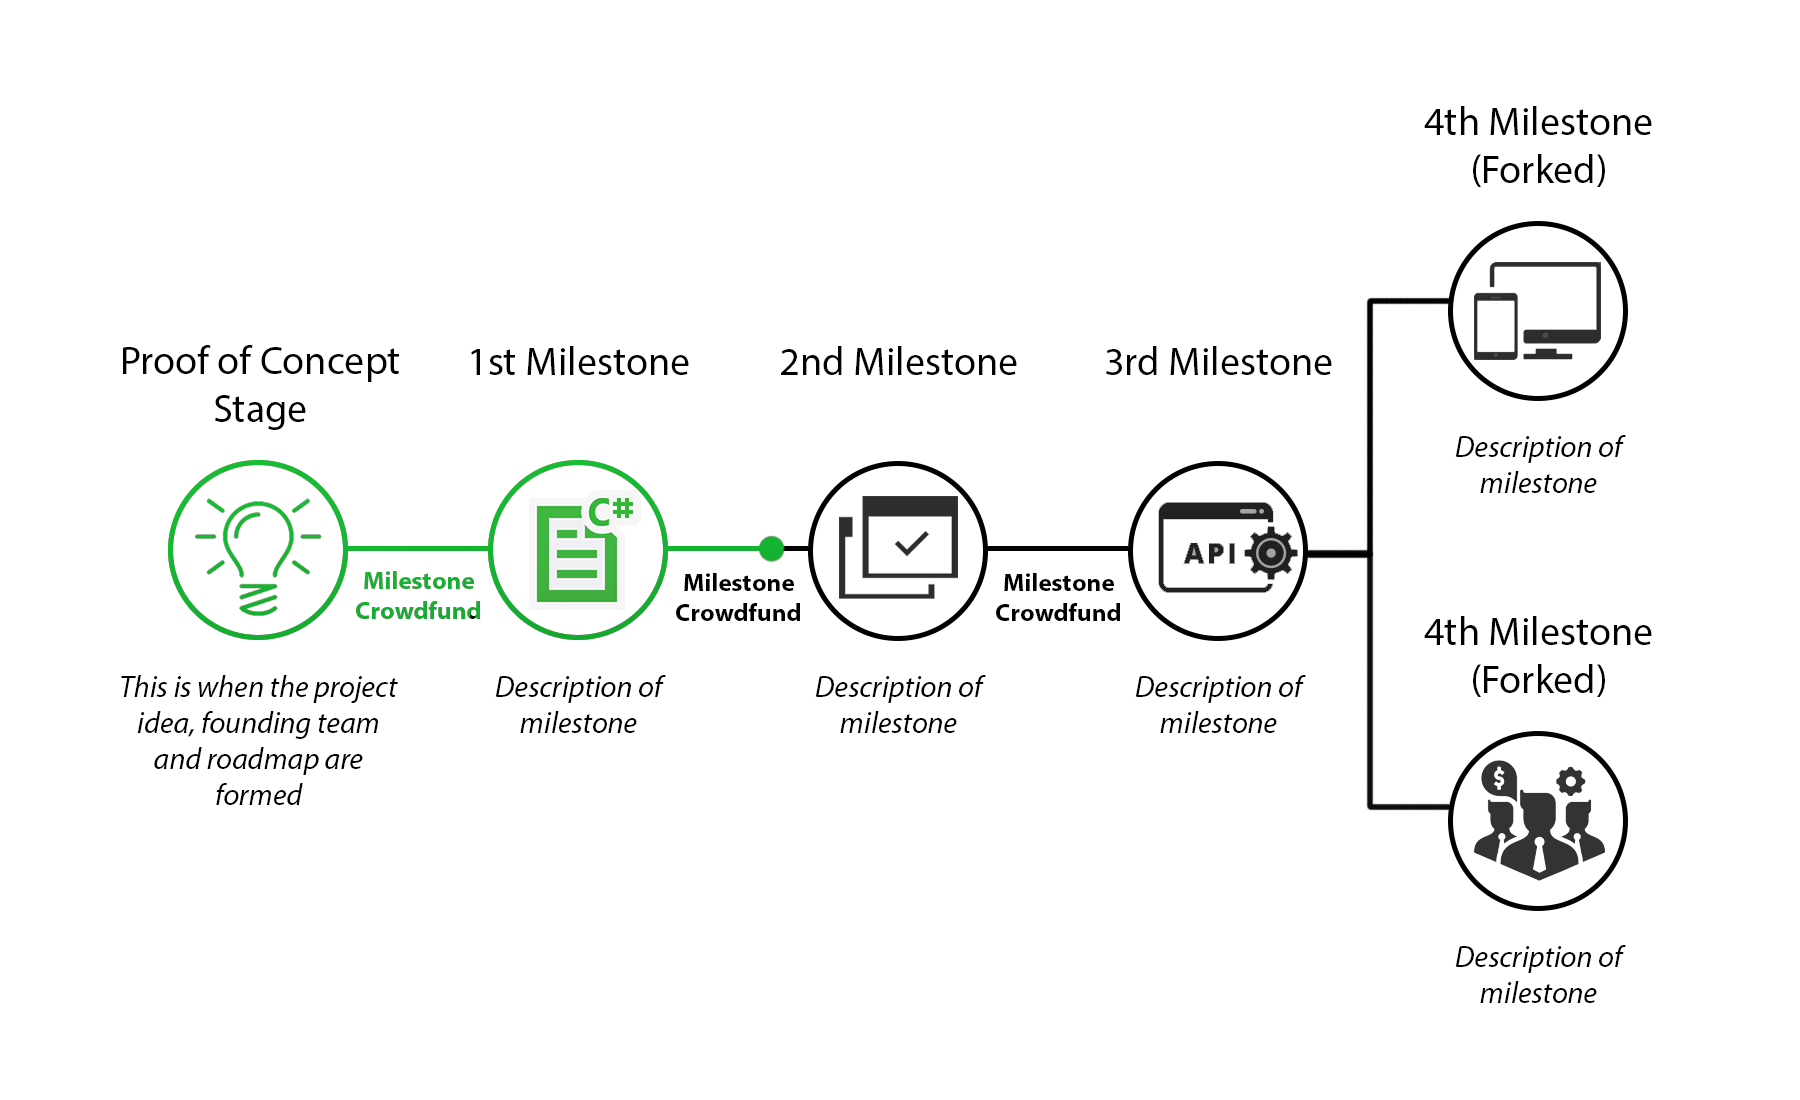 4th Milestone
(Forked)
Proof of Concept
Stage
1st Milestone
2nd Milestone
3rd Milestone
Description of
milestone
C#
API
Milestone
Crowdfund
Milestone
Crowdfund
Milestone
Crowdfund
4th Milestone
(Forked)
This is when the project
idea, founding team
and roadmap are
formed
Description of
milestone
Description of
milestone
Description of
milestone
$
Description of
milestone